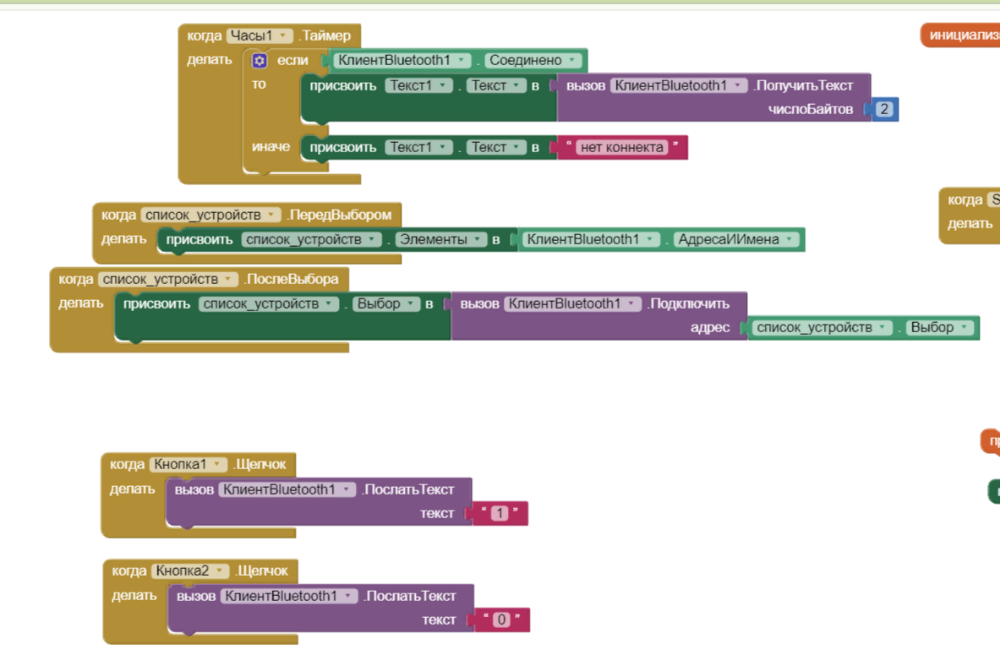 когда Часы1 .Таймер
инициализ
делать если КлиентBluetooth1 . Соединено
то присвоить Текст1 . Текст в вызов КлиентBluetooth1 .ПолучитьТекст
числоБайтов 2
иначе присвоить Текст1 . Текст в “ нет коннекта ”
когда S
делать
когда список_устройств .ПередВыбором
делать присвоить список_устройств . Элементы в КлиентBluetooth1 . АдресаИИмена
когда список_устройств .ПослеВыбора
делать присвоить список_устройств . Выбор в вызов КлиентBluetooth1 .Подключить
адрес список_устройств . Выбор
когда Кнопка1 .Щелчок
делать вызов КлиентBluetooth1 .ПослатьТекст
текст “ 1 ”
когда Кнопка2 .Щелчок
делать вызов КлиентBluetooth1 .ПослатьТекст
текст “ 0 ”